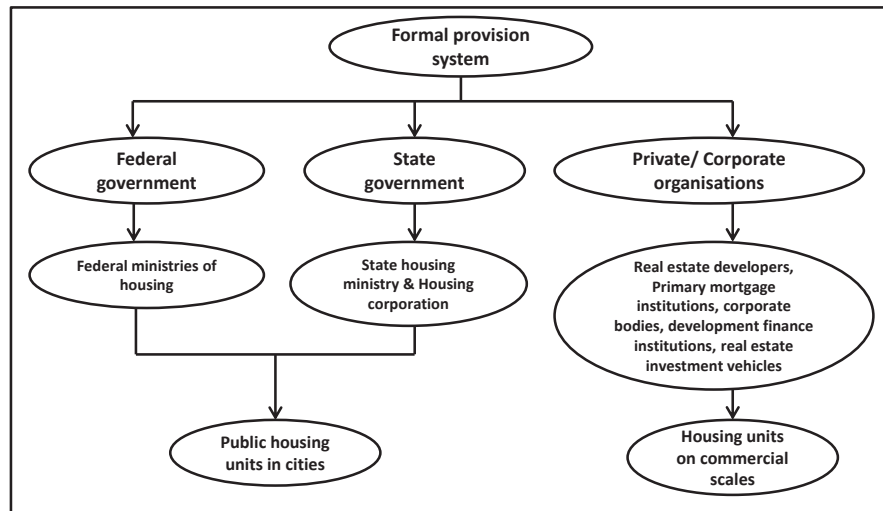 Formal provision
system
Federal
government
State
government
Private/ Corporate
organisations
Federal ministries of
housing
State housing
ministry & Housing
corporation
Real estate developers,
Primary mortgage
institutions, corporate
bodies, development finance
institutions, real estate
investment vehicles
Public housing
units in cities
Housing units
on commercial
scales